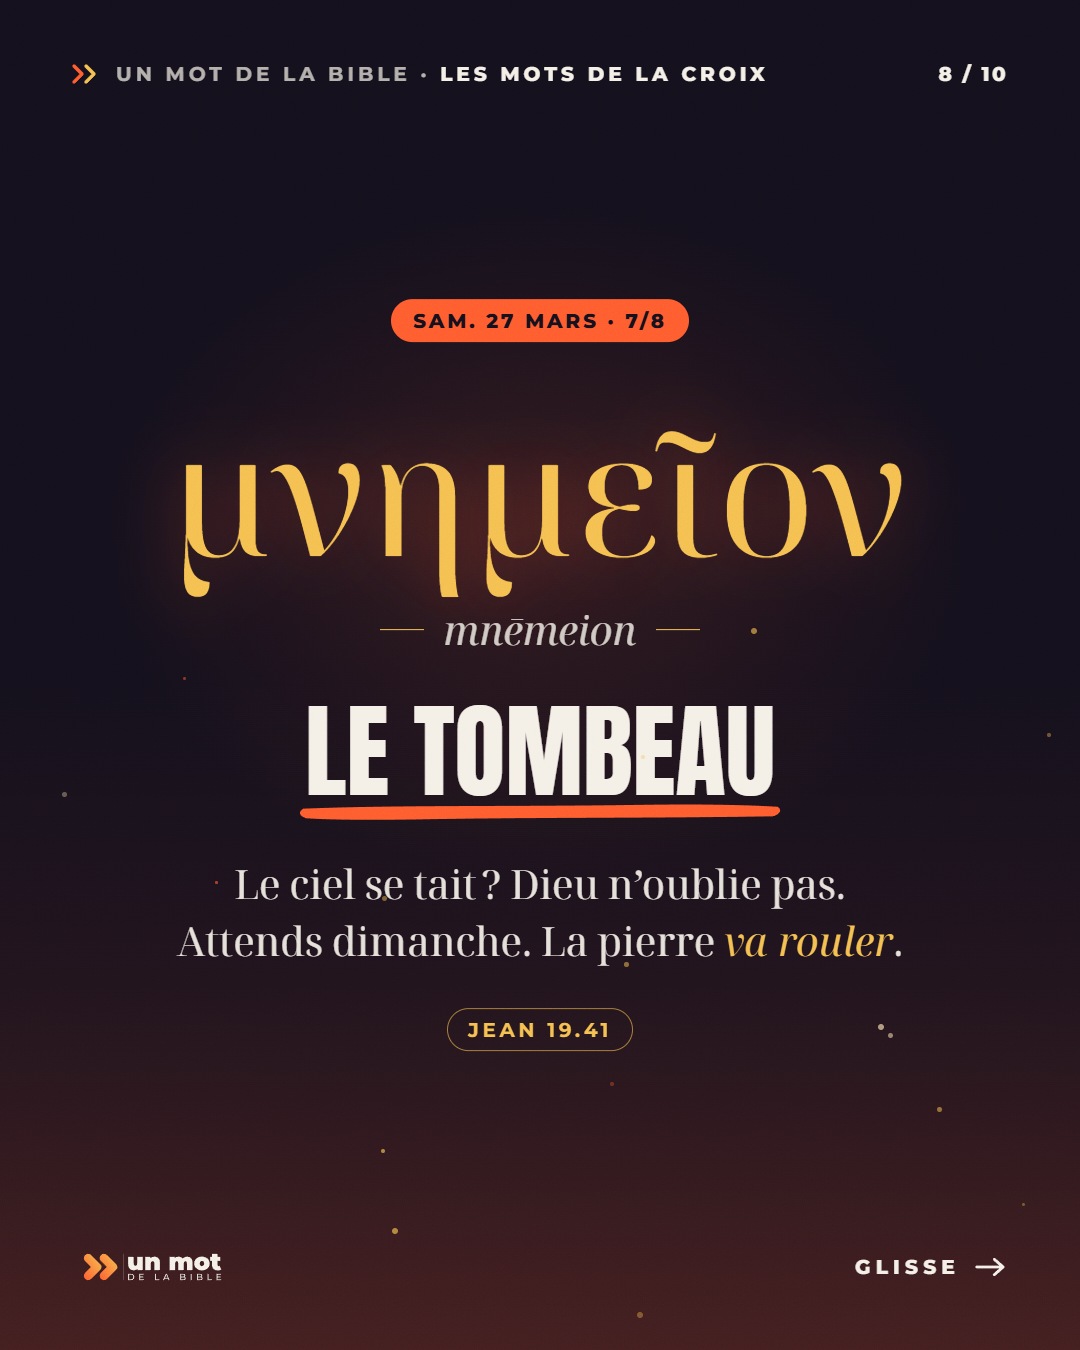 UN MOT DE LA BIBLE · LES MOTS DE LA CROIX
8 / 10
SAM. 27 MARS · 7/8
μνημεῖον
mnēmeion
LE TOMBEAU
Le ciel se tait ? Dieu n’oublie pas.
Attends dimanche. La pierre va rouler.
JEAN 19.41
un mot
DE LA BIBLE
GLISSE →